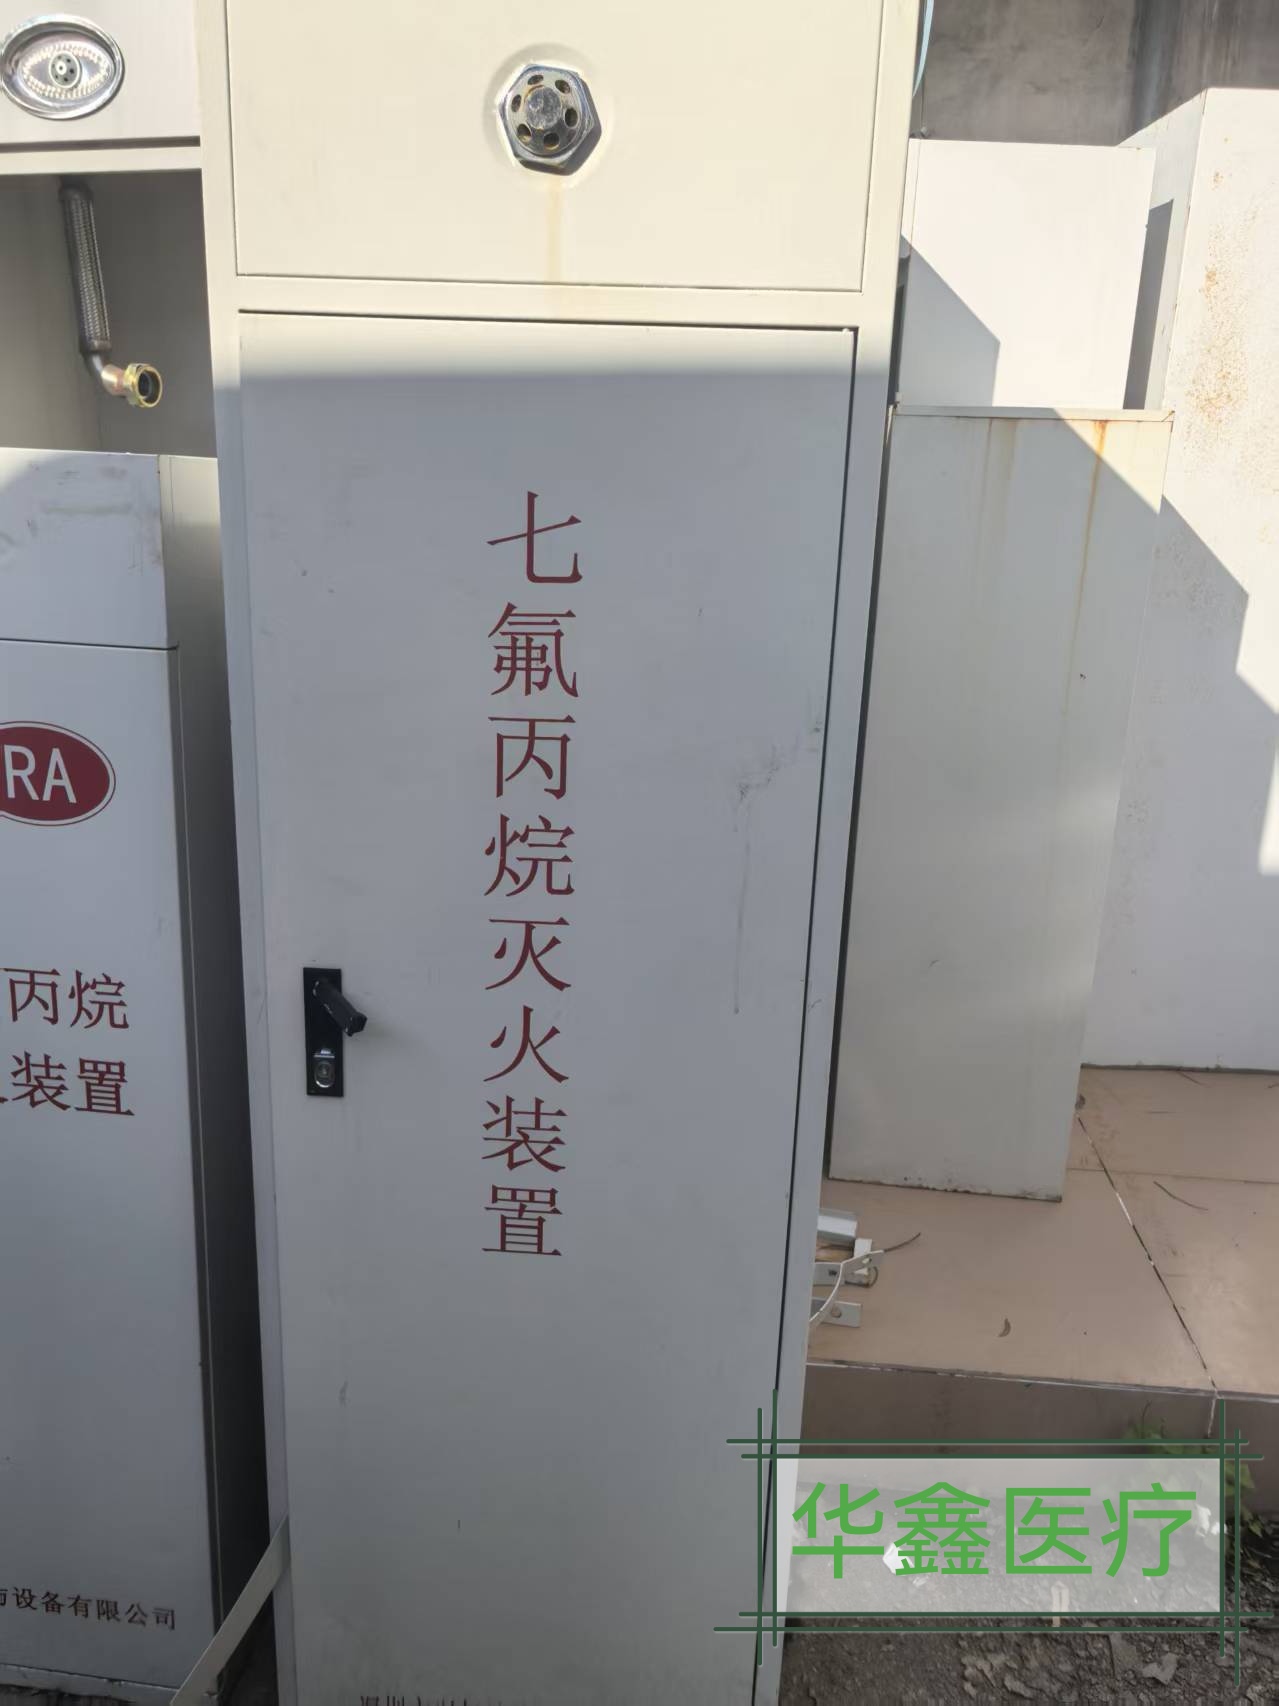 七氟丙烷灭火装置
RA
丙烷
装置
设备有限公司
华鑫医疗